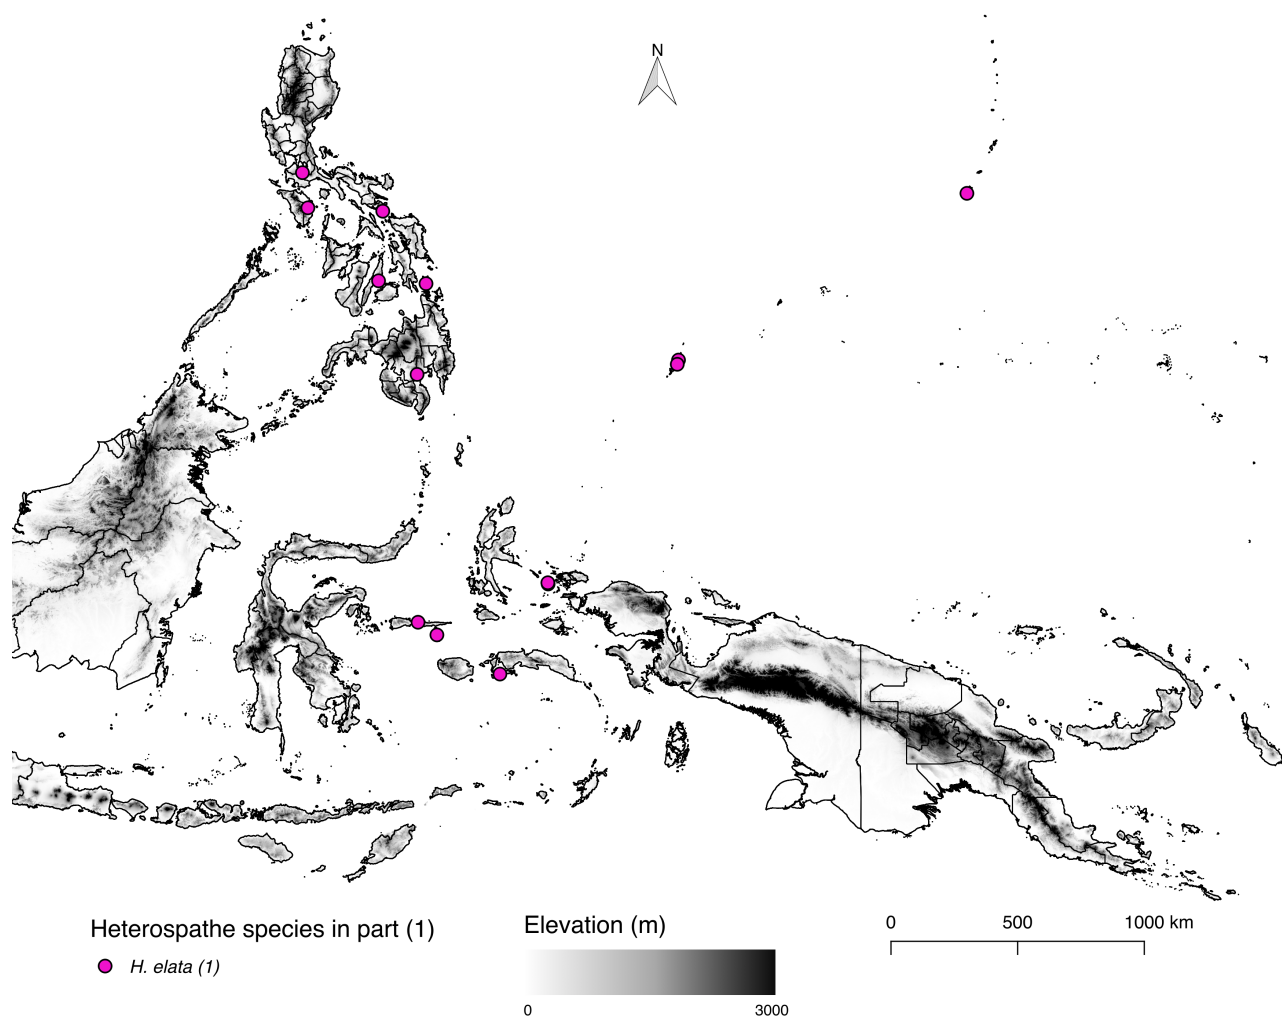 N
Heterospathe species in part (1)
H. elata (1)
Elevation (m)
0
3000
0
500
1000 km